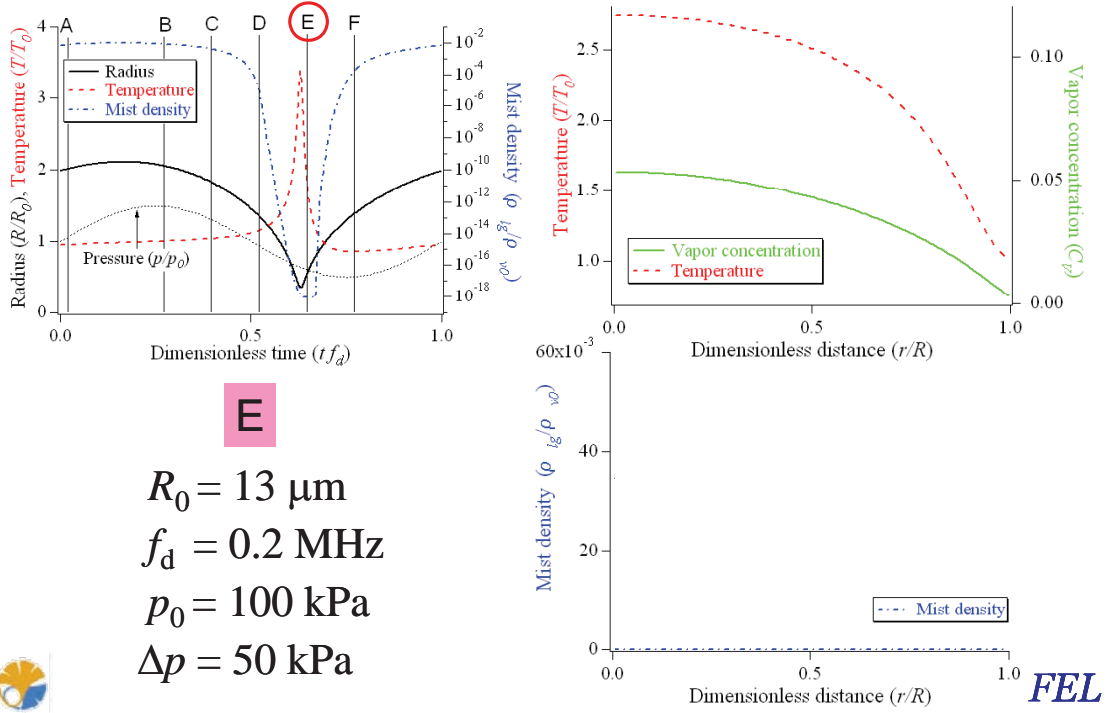 A B C D E F
Radius (R/R0), Temperature (T/T0)
4
3
2
1
0
Radius
Temperature
Mist density
Pressure (p/p0)
10-2
10-4
10-6
10-8
10-10
10-12
10-14
10-16
10-18
Mist density (ρ lg/ρ v0)
0.0 0.5 1.0
Dimensionless time (t fd)
Temperature (T/T0)
2.5
2.0
1.5
1.0
Vapor concentration
Temperature
0.10
0.05
0.00
Vapor concentration (Cv)
0.0 0.5 1.0
Dimensionless distance (r/R)
E
R0 = 13 μm
fd = 0.2 MHz
p0 = 100 kPa
Δp = 50 kPa
Mist density (ρ lg/ρ v0)
60x10-3
40
20
0
Mist density
0.0 0.5 1.0
Dimensionless distance (r/R)
FEL